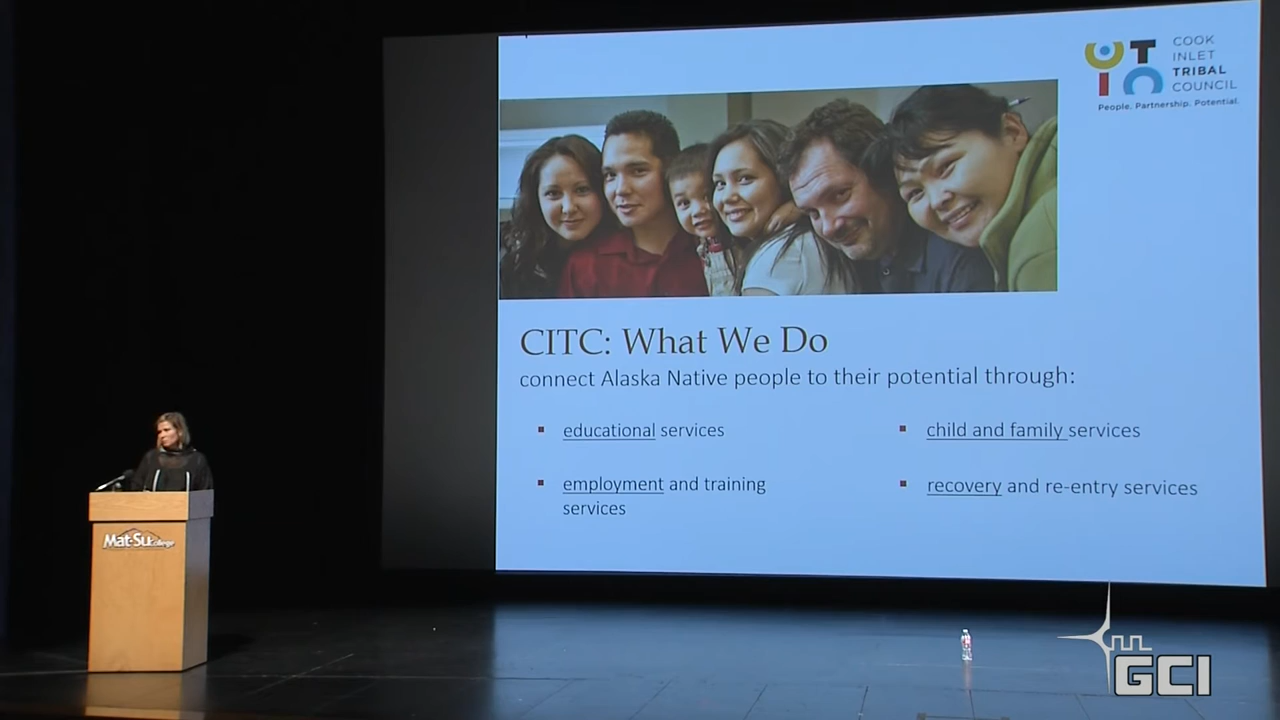 COOK
INLET
TRIBAL
COUNCIL
People. Partnership. Potential.
CITC: What We Do
connect Alaska Native people to their potential through:
▪ educational services
▪ employment and training
services
▪ child and family services
▪ recovery and re-entry services
Mat-Su College
GCI